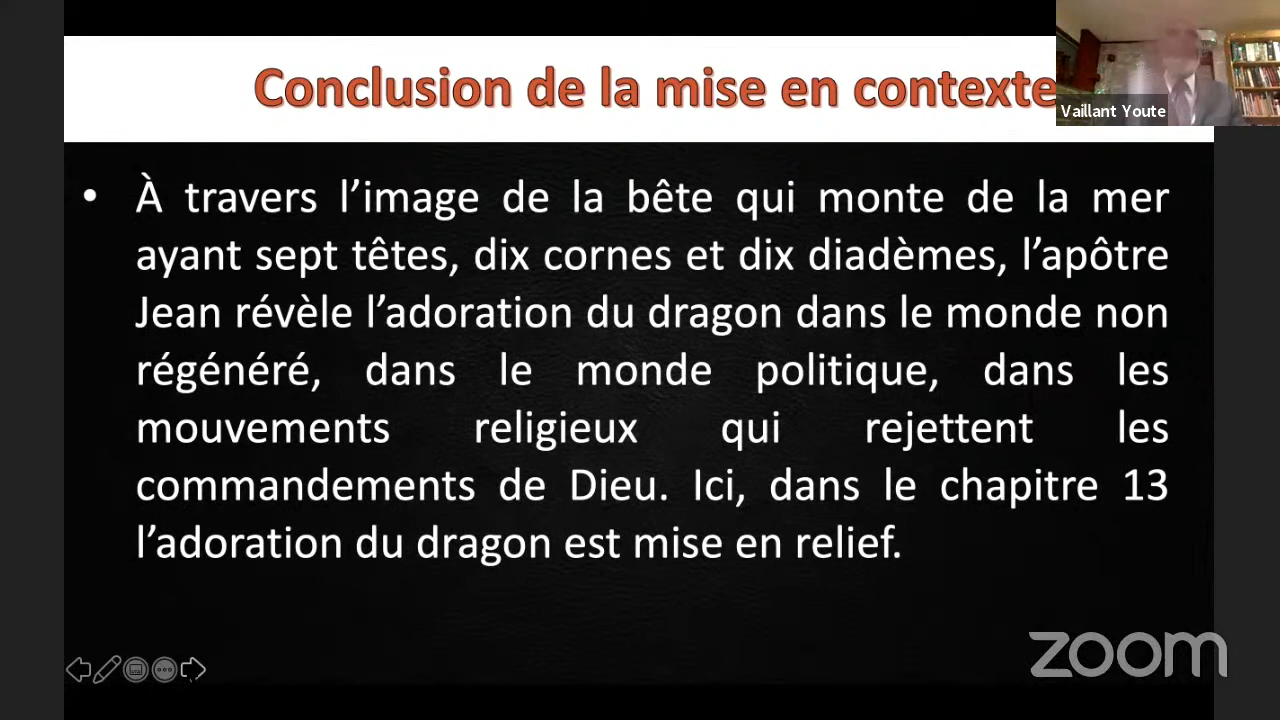 Conclusion de la mise en contexte
Vaillant Youte
• À travers l’image de la bête qui monte de la mer
ayant sept têtes, dix cornes et dix diadèmes, l’apôtre
Jean révèle l’adoration du dragon dans le monde non
régénéré, dans le monde politique, dans les
mouvements religieux qui rejettent les
commandements de Dieu. Ici, dans le chapitre 13
l’adoration du dragon est mise en relief.
zoom